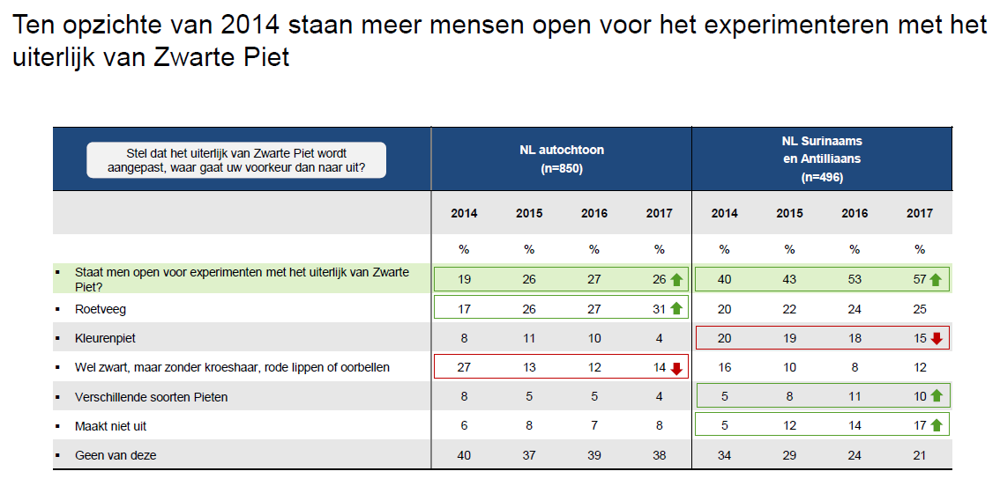 Ten opzichte van 2014 staan meer mensen open voor het experimenteren met het
uiterlijk van Zwarte Piet
Stel dat het uiterlijk van Zwarte Piet wordt
aangepast, waar gaat uw voorkeur dan naar uit?
NL autochtoon
(n=850)
NL Surinaams
en Antilliaans
(n=496)
2014 2015 2016 2017 2014 2015 2016 2017
% % % % % % % %
▪ Staat men open voor experimenten met het uiterlijk van Zwarte
Piet? 19 26 27 26 40 43 53 57
▪ Roetveeg 17 26 27 31 20 22 24 25
▪ Kleurenpiet 8 11 10 4 20 19 18 15
▪ Wel zwart, maar zonder kroeshaar, rode lippen of oorbellen 27 13 12 14 16 10 8 12
▪ Verschillende soorten Pieten 8 5 5 4 5 8 11 10
▪ Maakt niet uit 6 8 7 8 5 12 14 17
▪ Geen van deze 40 37 39 38 34 29 24 21